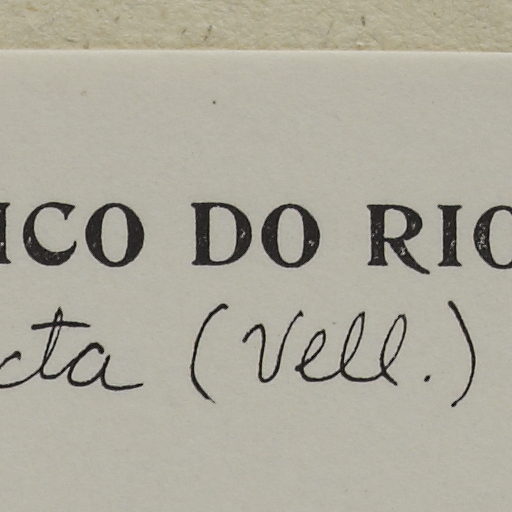 ICO DO RIO
cta (Vell.)